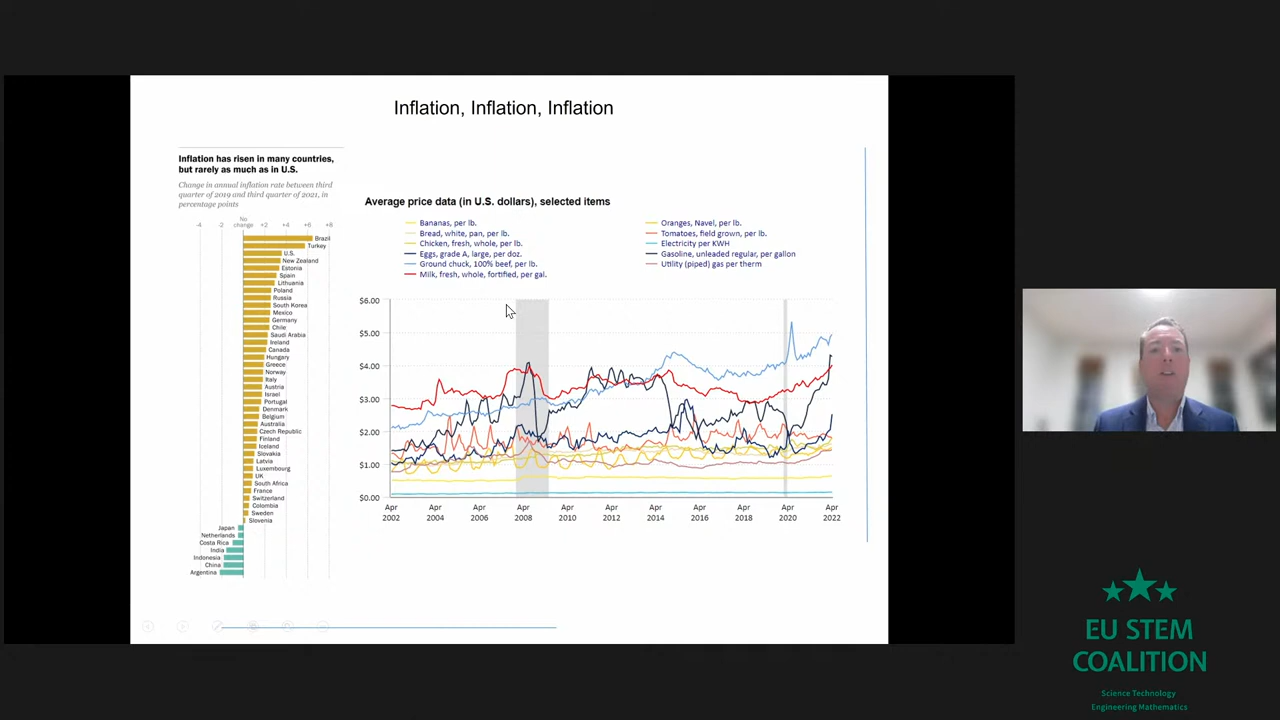 Inflation, Inflation, Inflation
Inflation has risen in many countries,
but rarely as much as in U.S.
Change in annual inflation rate between third
quarter of 2019 and third quarter of 2021, in
percentage points
No
-4 -2 change +2 +4 +6 +8
Brazil
Turkey
U.S.
New Zealand
Estonia
Spain
Lithuania
Poland
Russia
South Korea
Mexico
Germany
Chile
Saudi Arabia
Ireland
Canada
Hungary
Greece
Norway
Italy
Austria
Israel
Portugal
Denmark
Belgium
Australia
Czech Republic
Finland
Iceland
Slovakia
Latvia
Luxembourg
UK
South Africa
France
Switzerland
Colombia
Sweden
Slovenia
Japan
Netherlands
Costa Rica
India
Indonesia
China
Argentina
Average price data (in U.S. dollars), selected items
Bananas, per lb.
Bread, white, pan, per lb.
Chicken, fresh, whole, per lb.
Eggs, grade A, large, per doz.
Ground chuck, 100% beef, per lb.
Milk, fresh, whole, fortified, per gal.
Oranges, Navel, per lb.
Tomatoes, field grown, per lb.
Electricity per KWH
Gasoline, unleaded regular, per gallon
Utility (piped) gas per therm
$6.00
$5.00
$4.00
$3.00
$2.00
$1.00
$0.00
Apr Apr Apr Apr Apr Apr Apr Apr Apr Apr Apr
2002 2004 2006 2008 2010 2012 2014 2016 2018 2020 2022
EU STEM
COALITION
Science Technology
Engineering Mathematics